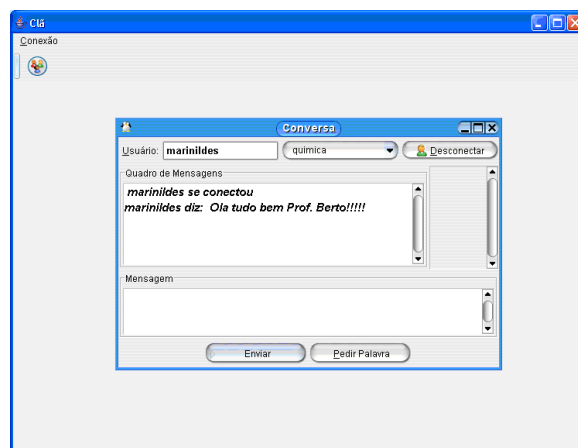 Clã
Conexão
Conversa
Usuário: marinildes quimica Desconectar
Quadro de Mensagens
marinildes se conectou
marinildes diz: Ola tudo bem Prof. Berto!!!!!
Mensagem
Enviar Pedir Palavra